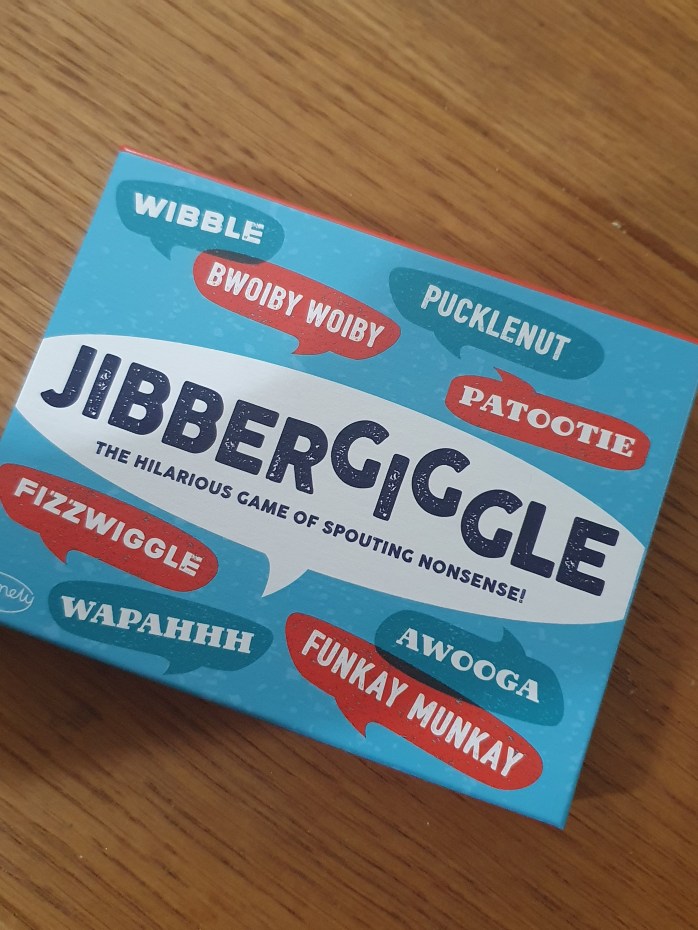 WIBBLE
BWOIBY WOIBY
PUCKLENUT
PATOOTIE
JIBBERGIGGLE
THE HILARIOUS GAME OF SPOUTING NONSENSE!
FIZZWIGGLE
WAPAHHH
AWOOGA
FUNKAY MUNKAY